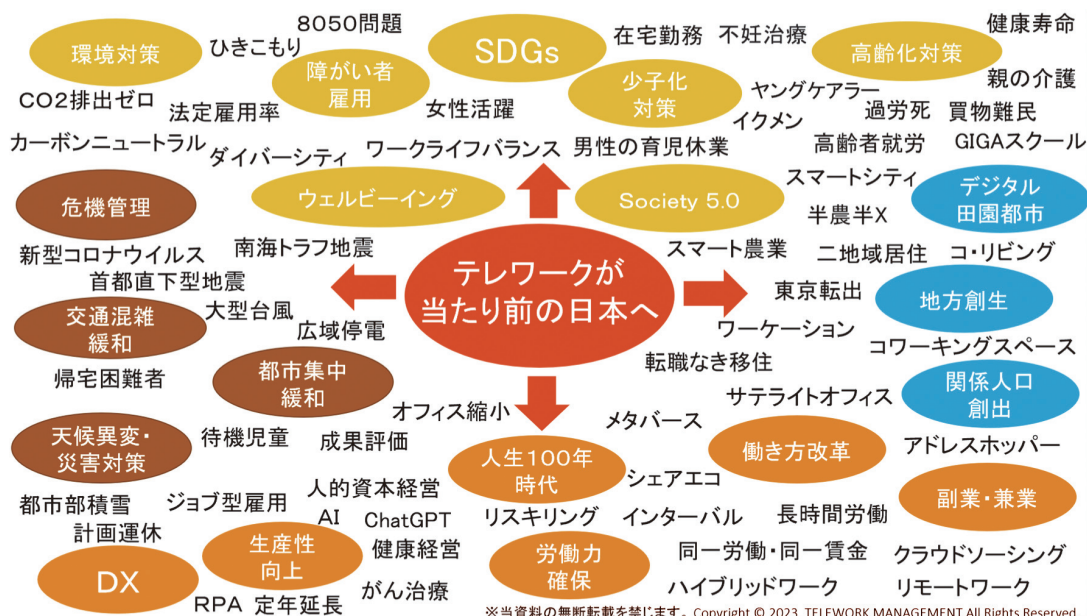 8050問題
健康寿命
環境対策
ひきこもり
SDGs
在宅勤務
不妊治療
高齢化対策
障がい者
雇用
少子化
対策
親の介護
CO2排出ゼロ
法定雇用率
女性活躍
ヤングケアラー
イクメン
過労死
買物難民
カーボンニュートラル
ダイバーシティ
ワークライフバランス
男性の育児休業
高齢者就労
GIGAスクール
危機管理
ウェルビーイング
Society 5.0
スマートシティ
デジタル
田園都市
半農半X
新型コロナウイルス
南海トラフ地震
スマート農業
二地域居住
コ・リビング
首都直下型地震
テレワークが
当たり前の日本へ
東京転出
地方創生
交通混雑
緩和
大型台風
広域停電
ワーケーション
転職なき移住
コワーキングスペース
帰宅困難者
都市集中
緩和
関係人口
創出
オフィス縮小
メタバース
サテライトオフィス
天候異変・
災害対策
待機児童
成果評価
人生100年
時代
働き方改革
アドレスホッパー
シェアエコ
副業・兼業
都市部積雪
ジョブ型雇用
人的資本経営
AI
ChatGPT
リスキリング
インターバル
長時間労働
計画運休
生産性
向上
健康経営
労働力
確保
同一労働・同一賃金
クラウドソーシング
DX
がん治療
ハイブリッドワーク
リモートワーク
RPA
定年延長
※当資料の無断転載を禁じます。Copyright © 2023 TELEWORK MANAGEMENT All Rights Reserved